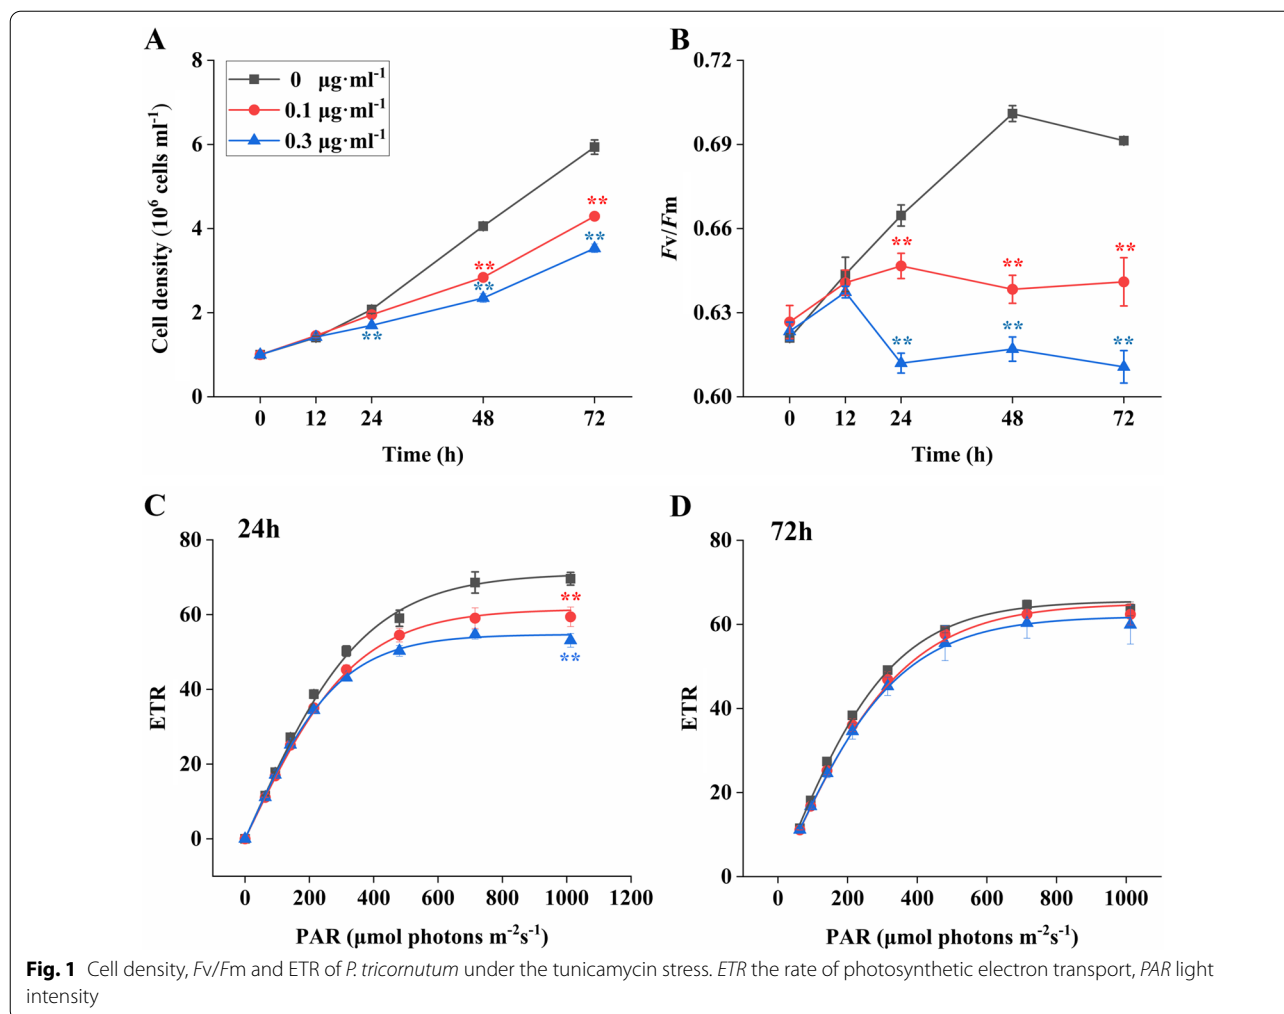 A
8
6
4
2
0
Cell density (10⁶ cells ml⁻¹)
0 μg·ml⁻¹
0.1 μg·ml⁻¹
0.3 μg·ml⁻¹
**
**
**
**
**
0 12 24 48 72
Time (h)
B
0.72
0.69
0.66
0.63
0.60
Fv/Fm
** ** **
** ** **
0 12 24 48 72
Time (h)
C
24h
80
60
40
20
0
ETR
**
**
0 200 400 600 800 1000 1200
PAR (μmol photons m⁻²s⁻¹)
D
72h
80
60
40
20
0
ETR
0 200 400 600 800 1000
PAR (μmol photons m⁻²s⁻¹)
Fig. 1 Cell density, Fv/Fm and ETR of P. tricornutum under the tunicamycin stress. ETR the rate of photosynthetic electron transport, PAR light
intensity